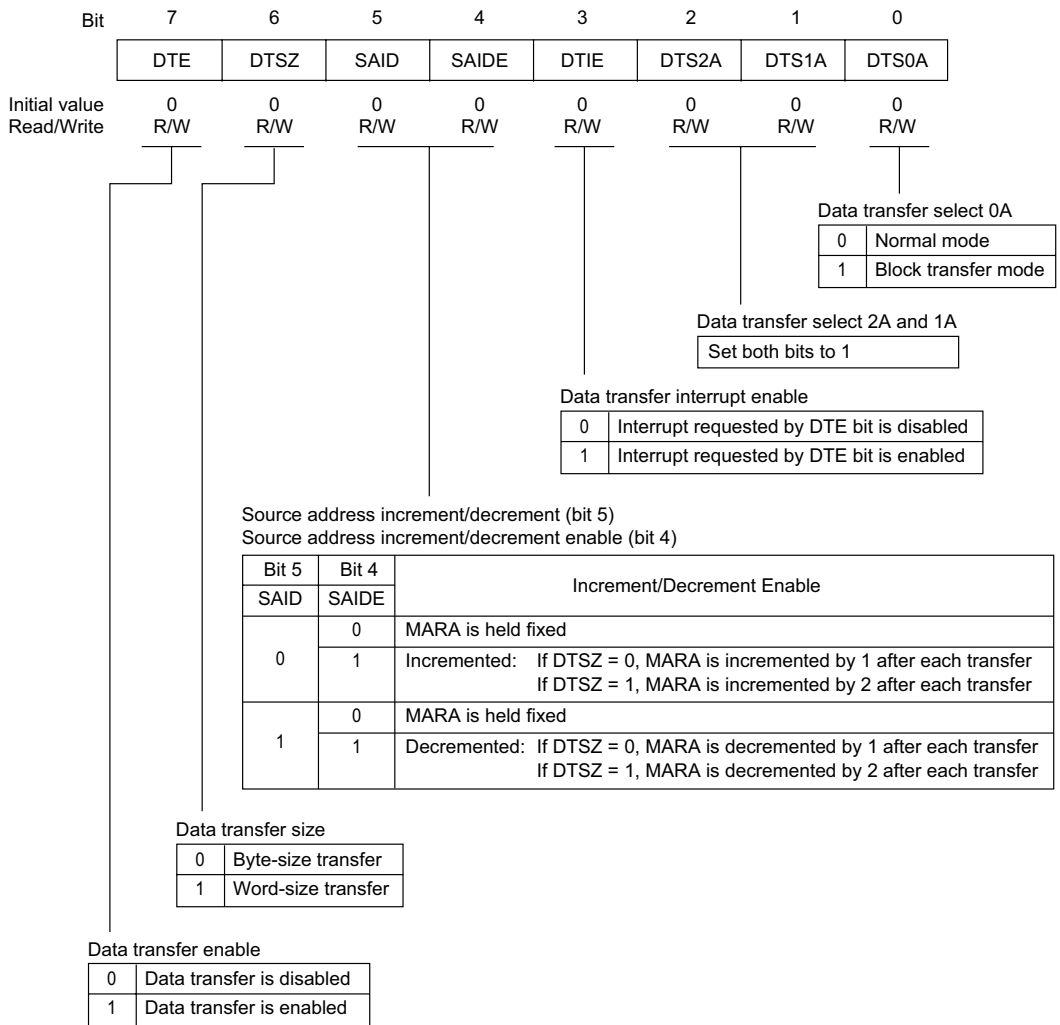 Bit 7 6 5 4 3 2 1 0
DTE DTSZ SAID SAIDE DTIE DTS2A DTS1A DTS0A
Initial value 0 0 0 0 0 0 0 0
Read/Write R/W R/W R/W R/W R/W R/W R/W R/W
Data transfer select 0A
0 Normal mode
1 Block transfer mode
Data transfer select 2A and 1A
Set both bits to 1
Data transfer interrupt enable
0 Interrupt requested by DTE bit is disabled
1 Interrupt requested by DTE bit is enabled
Source address increment/decrement (bit 5)
Source address increment/decrement enable (bit 4)
Bit 5 Bit 4 Increment/Decrement Enable
SAID SAIDE
0 0 MARA is held fixed
1 Incremented: If DTSZ = 0, MARA is incremented by 1 after each transfer
If DTSZ = 1, MARA is incremented by 2 after each transfer
1 0 MARA is held fixed
1 Decremented: If DTSZ = 0, MARA is decremented by 1 after each transfer
If DTSZ = 1, MARA is decremented by 2 after each transfer
Data transfer size
0 Byte-size transfer
1 Word-size transfer
Data transfer enable
0 Data transfer is disabled
1 Data transfer is enabled